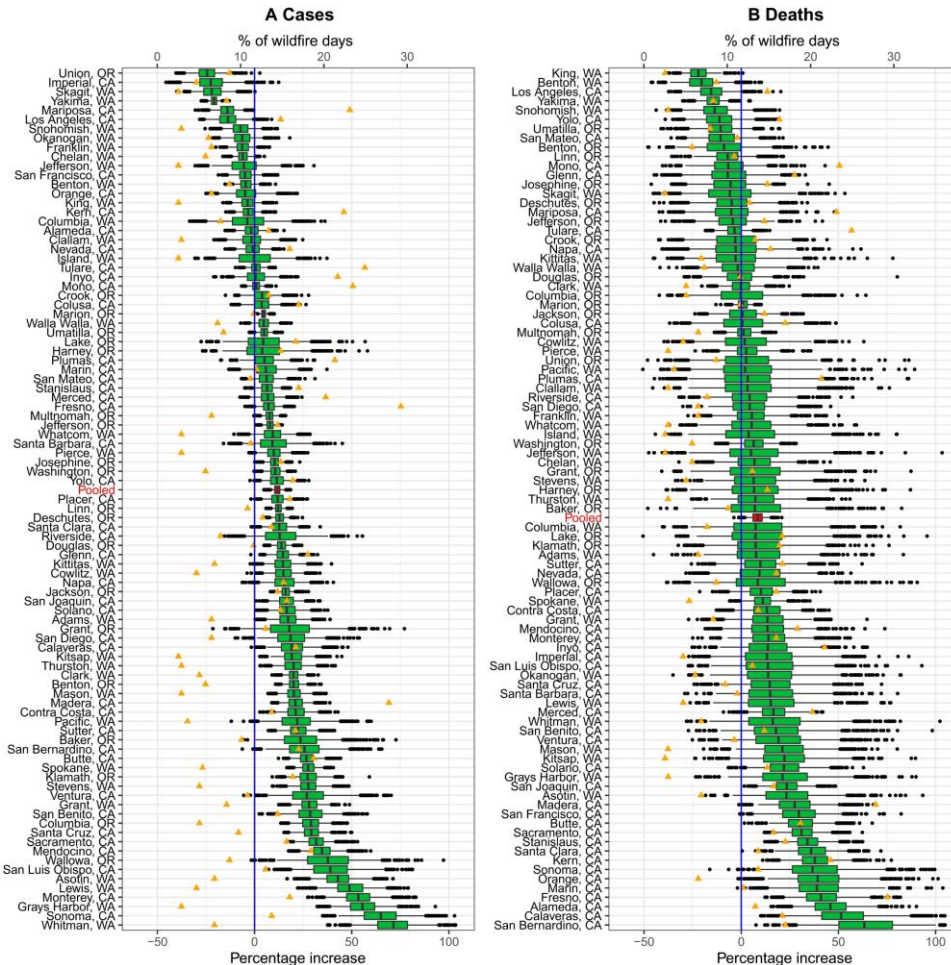 A Cases
% of wildfire days
0
10
20
30
Union, OR
Imperial, CA
Skagit, WA
Yakima, WA
Mariposa, CA
Los Angeles, CA
Snohomish, WA
Okanogan, WA
Franklin, WA
Chelan, WA
Jefferson, WA
San Francisco, CA
Benton, WA
Orange, CA
King, WA
Kern, CA
Columbia, WA
Alameda, CA
Clallam, WA
Nevada, CA
Island, WA
Tulare, CA
Inyo, CA
Mono, CA
Crook, OR
Colusa, CA
Marion, OR
Walla Walla, WA
Umatilla, OR
Lake, OR
Harney, OR
Plumas, CA
Marin, CA
San Mateo, CA
Stanislaus, CA
Merced, CA
Fresno, CA
Multnomah, OR
Jefferson, OR
Whatcom, WA
Santa Barbara, CA
Pierce, WA
Josephine, OR
Washington, OR
Yolo, CA
Pooled
Placer, CA
Linn, OR
Deschutes, OR
Santa Clara, CA
Riverside, CA
Douglas, OR
Glenn, CA
Kittitas, WA
Cowlitz, WA
Napa, CA
Jackson, OR
San Joaquin, CA
Solano, CA
Adams, WA
Grant, OR
San Diego, CA
Calaveras, CA
Kitsap, WA
Thurston, WA
Clark, WA
Benton, OR
Mason, WA
Madera, CA
Contra Costa, CA
Pacific, WA
Sutter, CA
Baker, OR
San Bernardino, CA
Butte, CA
Spokane, WA
Klamath, OR
Stevens, WA
Ventura, CA
Grant, WA
San Benito, CA
Columbia, OR
Santa Cruz, CA
Sacramento, CA
Mendocino, CA
Wallowa, OR
San Luis Obispo, CA
Asotin, WA
Lewis, WA
Monterey, CA
Grays Harbor, WA
Sonoma, CA
Whitman, WA
−50
0
50
100
Percentage increase
B Deaths
% of wildfire days
0
10
20
30
King, WA
Benton, WA
Los Angeles, CA
Yakima, WA
Snohomish, WA
Yolo, CA
Umatilla, OR
San Mateo, CA
Benton, OR
Linn, OR
Mono, CA
Glenn, CA
Josephine, OR
Skagit, WA
Deschutes, OR
Mariposa, CA
Jefferson, OR
Tulare, CA
Crook, OR
Napa, CA
Kittitas, WA
Walla Walla, WA
Douglas, OR
Clark, WA
Columbia, OR
Marion, OR
Jackson, OR
Colusa, CA
Multnomah, OR
Cowlitz, WA
Pierce, WA
Union, OR
Pacific, WA
Plumas, CA
Clallam, WA
Riverside, CA
San Diego, CA
Franklin, WA
Whatcom, WA
Island, WA
Washington, OR
Jefferson, WA
Chelan, WA
Grant, OR
Stevens, WA
Harney, OR
Thurston, WA
Baker, OR
Pooled
Columbia, WA
Lake, OR
Klamath, OR
Adams, WA
Sutter, CA
Nevada, CA
Wallowa, OR
Placer, CA
Spokane, WA
Contra Costa, CA
Grant, WA
Mendocino, CA
Monterey, CA
Inyo, CA
Imperial, CA
San Luis Obispo, CA
Okanogan, WA
Santa Cruz, CA
Santa Barbara, CA
Lewis, WA
Merced, CA
Whitman, WA
San Benito, CA
Ventura, CA
Mason, WA
Kitsap, WA
Solano, CA
Grays Harbor, WA
San Joaquin, CA
Asotin, WA
Madera, CA
San Francisco, CA
Butte, CA
Sacramento, CA
Stanislaus, CA
Santa Clara, CA
Kern, CA
Sonoma, CA
Orange, CA
Marin, CA
Fresno, CA
Alameda, CA
Calaveras, CA
San Bernardino, CA
−50
0
50
100
Percentage increase